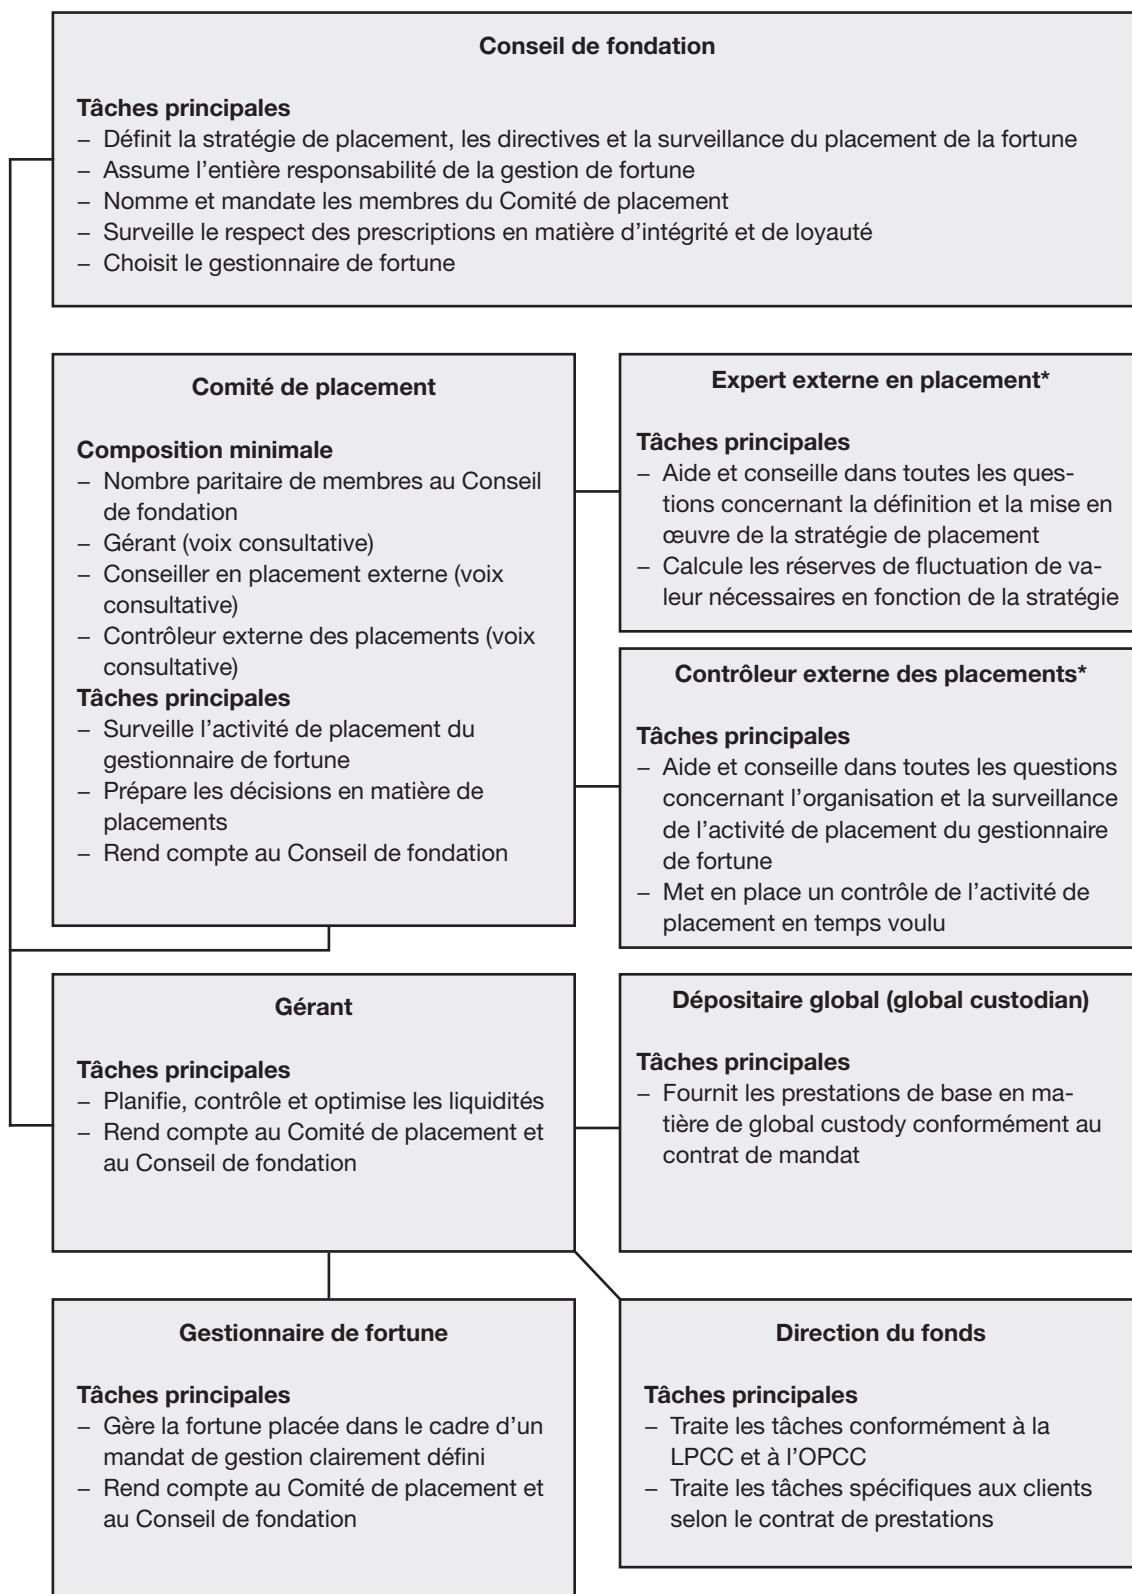 Conseil de fondation
Tâches principales
– Définit la stratégie de placement, les directives et la surveillance du placement de la fortune
– Assume l’entière responsabilité de la gestion de fortune
– Nomme et mandate les membres du Comité de placement
– Surveille le respect des prescriptions en matière d’intégrité et de loyauté
– Choisit le gestionnaire de fortune
Comité de placement
Composition minimale
– Nombre paritaire de membres au Conseil
de fondation
– Gérant (voix consultative)
– Conseiller en placement externe (voix
consultative)
– Contrôleur externe des placements (voix
consultative)
Tâches principales
– Surveille l’activité de placement du
gestionnaire de fortune
– Prépare les décisions en matière de
placements
– Rend compte au Conseil de fondation
Expert externe en placement*
Tâches principales
– Aide et conseille dans toutes les ques-
tions concernant la définition et la mise en
œuvre de la stratégie de placement
– Calcule les réserves de fluctuation de va-
leur nécessaires en fonction de la stratégie
Contrôleur externe des placements*
Tâches principales
– Aide et conseille dans toutes les questions
concernant l’organisation et la surveillance
de l’activité de placement du gestionnaire
de fortune
– Met en place un contrôle de l’activité de
placement en temps voulu
Gérant
Tâches principales
– Planifie, contrôle et optimise les liquidités
– Rend compte au Comité de placement et
au Conseil de fondation
Dépositaire global (global custodian)
Tâches principales
– Fournit les prestations de base en ma-
tière de global custody conformément au
contrat de mandat
Gestionnaire de fortune
Tâches principales
– Gère la fortune placée dans le cadre d’un
mandat de gestion clairement défini
– Rend compte au Comité de placement et
au Conseil de fondation
Direction du fonds
Tâches principales
– Traite les tâches conformément à la
LPCC et à l’OPCC
– Traite les tâches spécifiques aux clients
selon le contrat de prestations